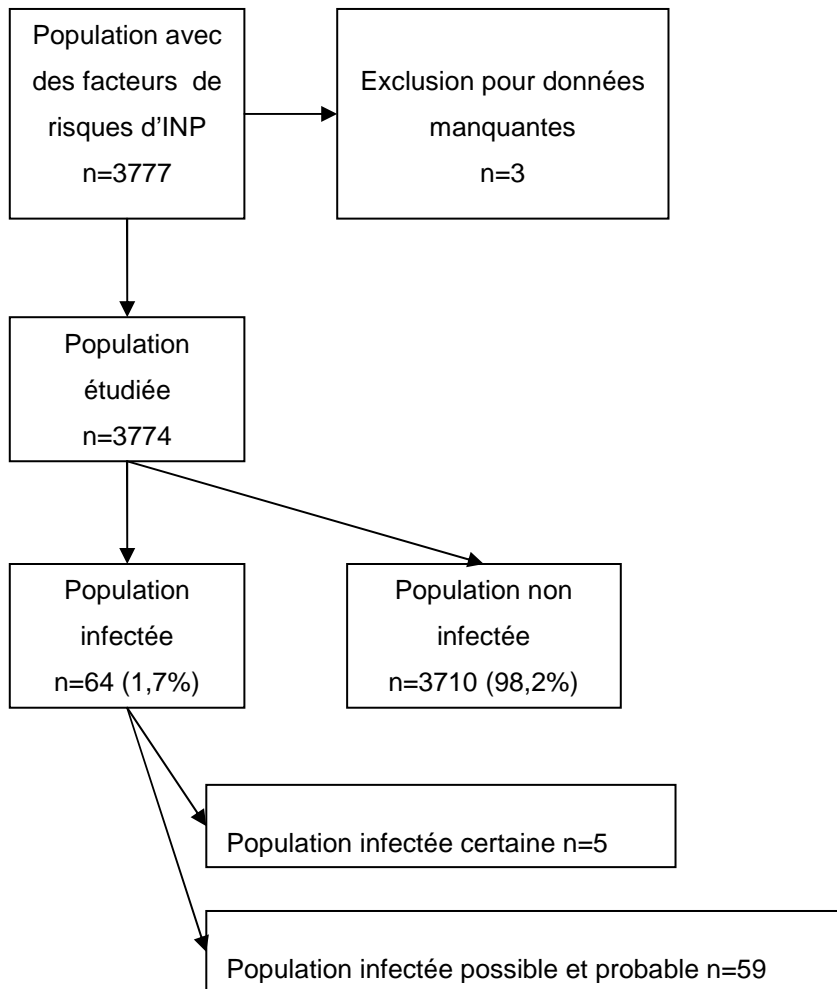 Population avec
des facteurs de
risques d'INP
n=3777
Exclusion pour données
manquantes
n=3
Population
étudiée
n=3774
Population
infectée
n=64 (1,7%)
Population non
infectée
n=3710 (98,2%)
Population infectée certaine n=5
Population infectée possible et probable n=59